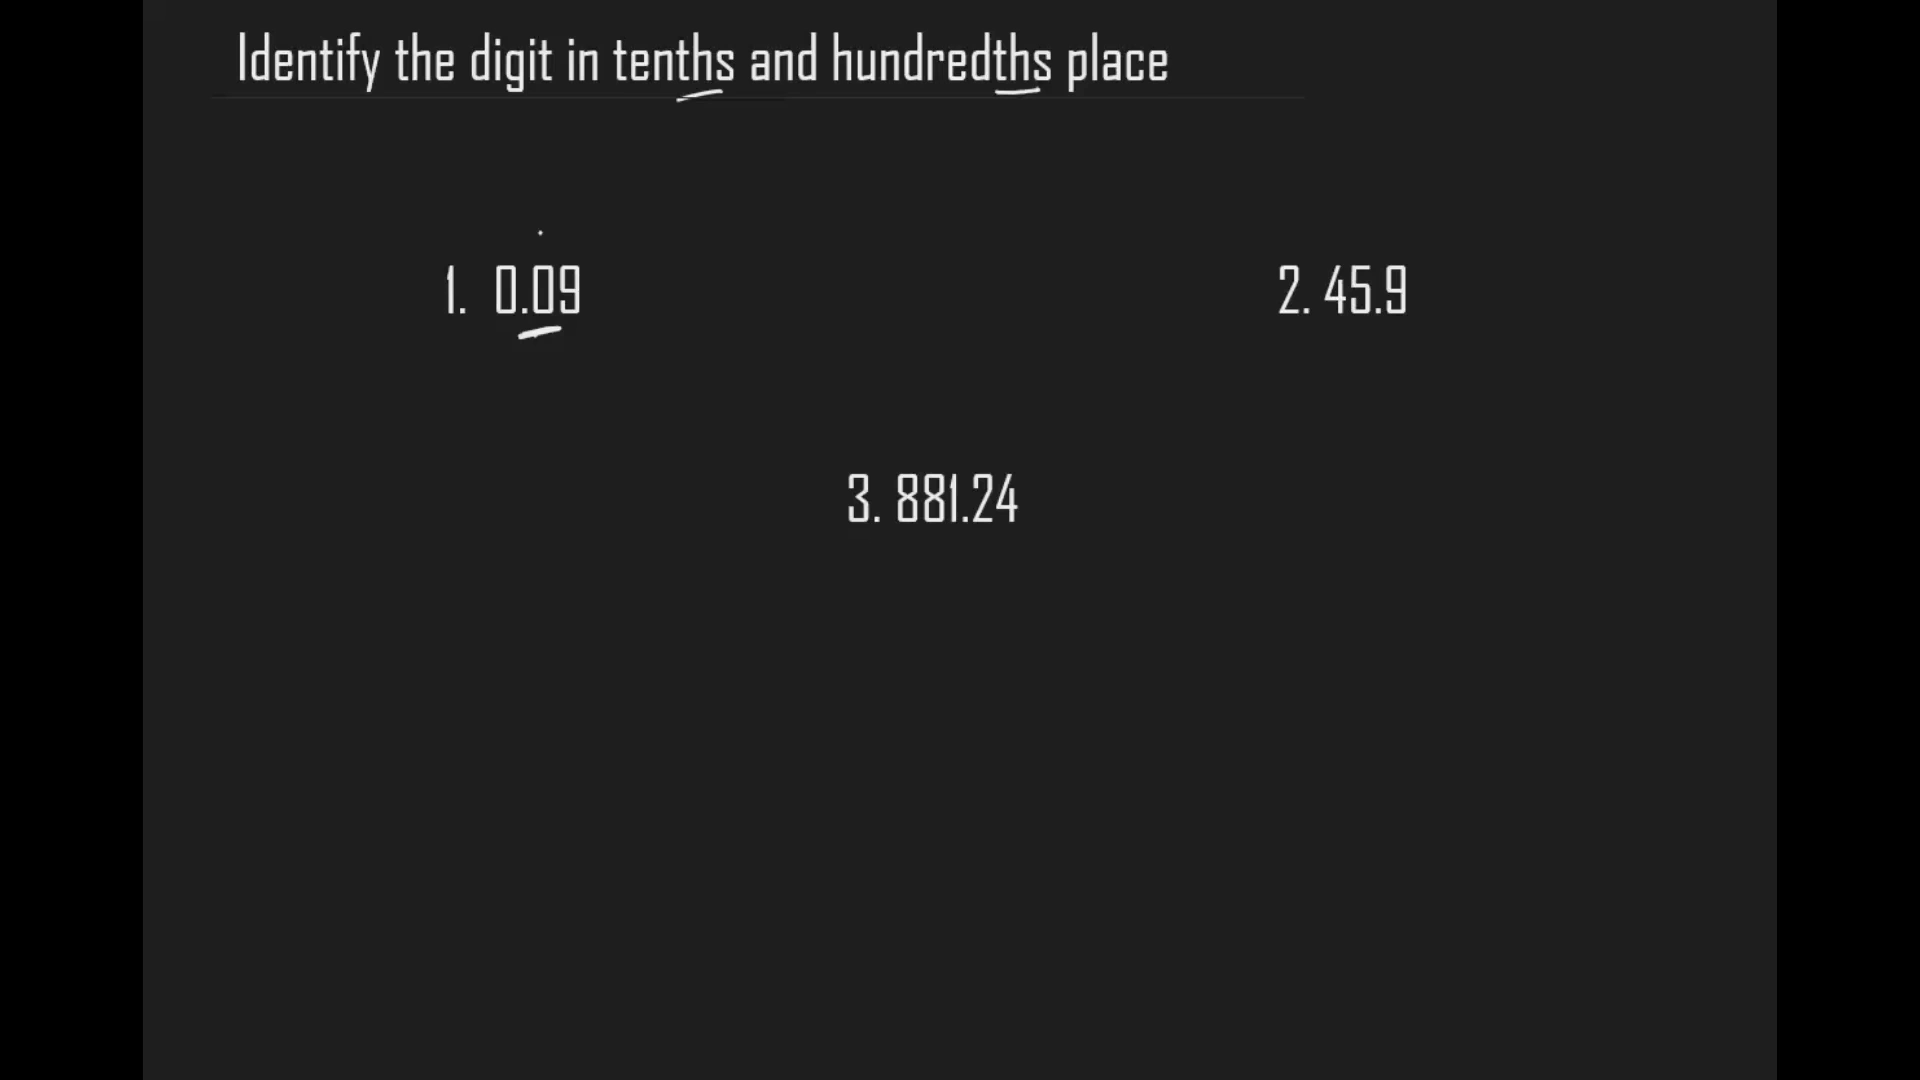 Identify the digit in tenths and hundredths place
1. 0.09
2. 45.9
3. 881.24